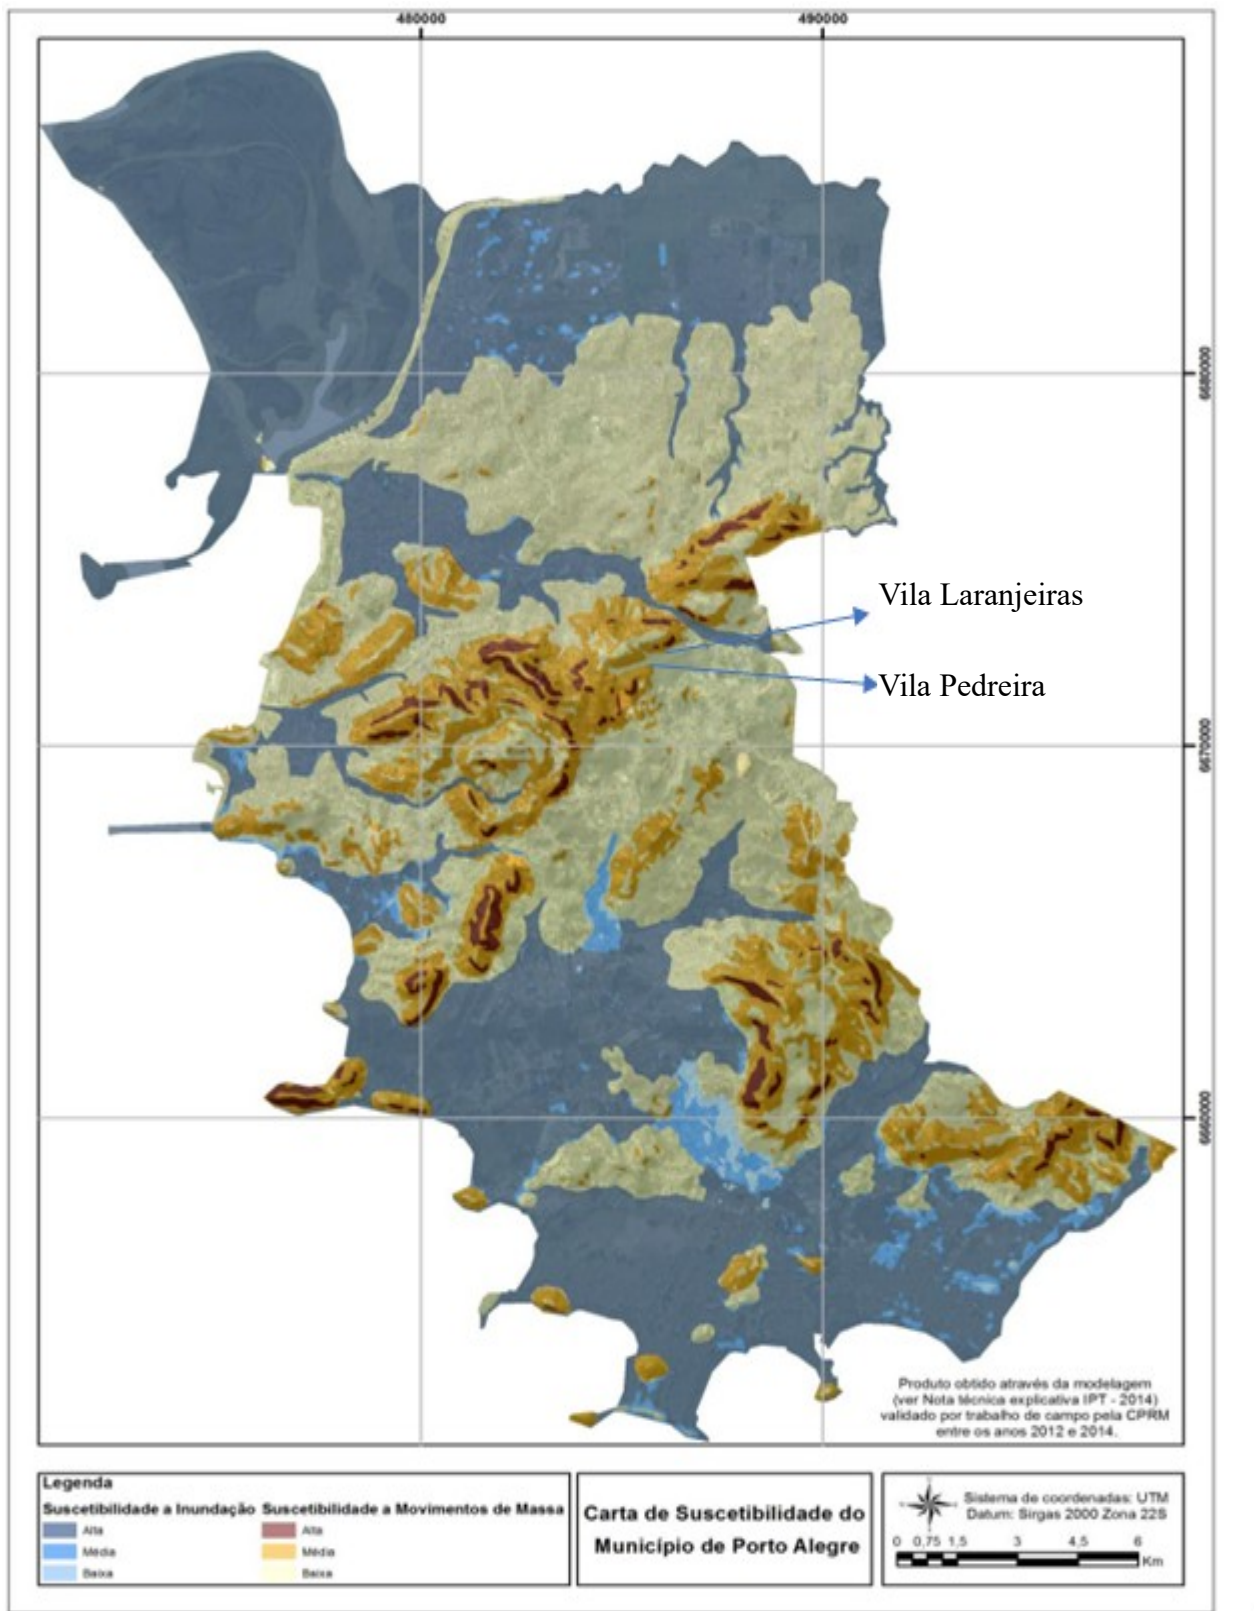 480000 490000
6680000
Vila Laranjeiras
Vila Pedreira
6670000
6660000
Produto obtido através da modelagem
(ver Nota técnica explicativa IPT - 2014)
validado por trabalho de campo pela CPRM
entre os anos 2012 e 2014.
Legenda
Suscetibilidade a Inundação Suscetibilidade a Movimentos de Massa
Alta Alta
Média Média
Baixa Baixa
Carta de Suscetibilidade do
Município de Porto Alegre
Sistema de coordenadas: UTM
Datum: Sirgas 2000 Zona 22S
0 0,75 1,5 3 4,5 6
Km